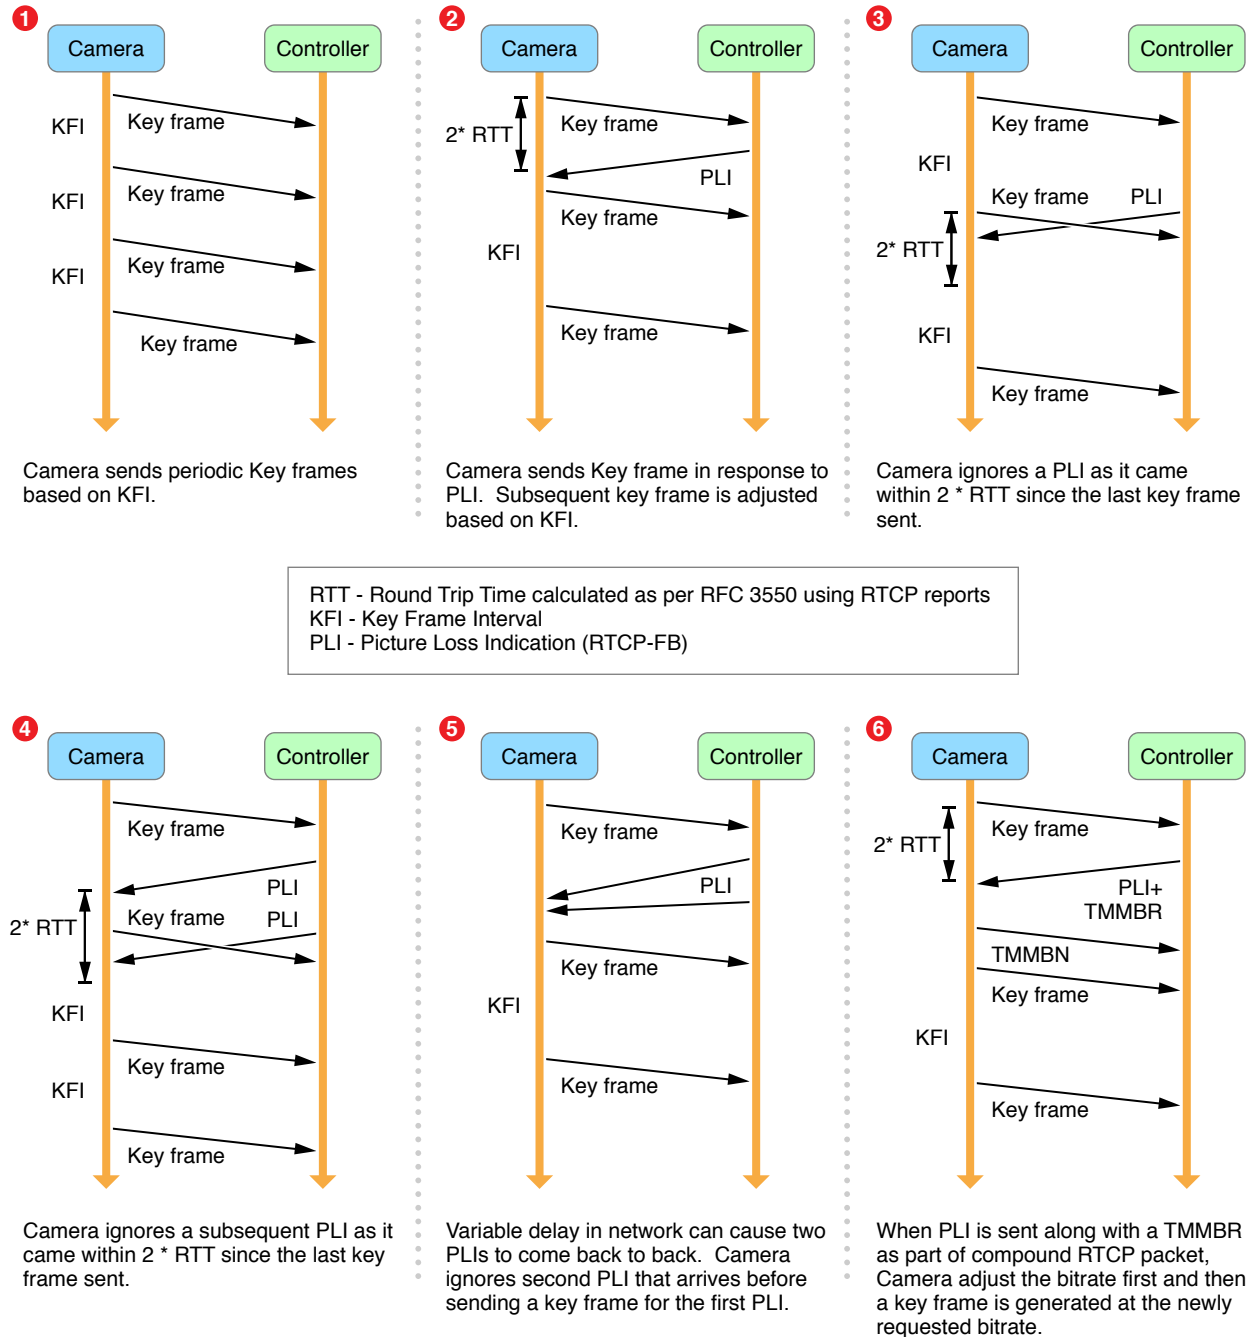 1
Camera
Controller
KFI
Key frame
KFI
Key frame
KFI
Key frame
Key frame
Camera sends periodic Key frames
based on KFI.
2
Camera
Controller
2* RTT
Key frame
PLI
Key frame
KFI
Key frame
Camera sends Key frame in response to
PLI. Subsequent key frame is adjusted
based on KFI.
3
Camera
Controller
Key frame
KFI
Key frame
PLI
2* RTT
KFI
Key frame
Camera ignores a PLI as it came
within 2 * RTT since the last key frame
sent.
RTT - Round Trip Time calculated as per RFC 3550 using RTCP reports
KFI - Key Frame Interval
PLI - Picture Loss Indication (RTCP-FB)
4
Camera
Controller
Key frame
PLI
Key frame
PLI
2* RTT
KFI
Key frame
KFI
Key frame
Camera ignores a subsequent PLI as it
came within 2 * RTT since the last key
frame sent.
5
Camera
Controller
Key frame
PLI
Key frame
KFI
Key frame
Variable delay in network can cause two
PLIs to come back to back. Camera
ignores second PLI that arrives before
sending a key frame for the first PLI.
6
Camera
Controller
Key frame
2* RTT
PLI+
TMMBR
TMMBN
Key frame
KFI
Key frame
When PLI is sent along with a TMMBR
as part of compound RTCP packet,
Camera adjust the bitrate first and then
a key frame is generated at the newly
requested bitrate.